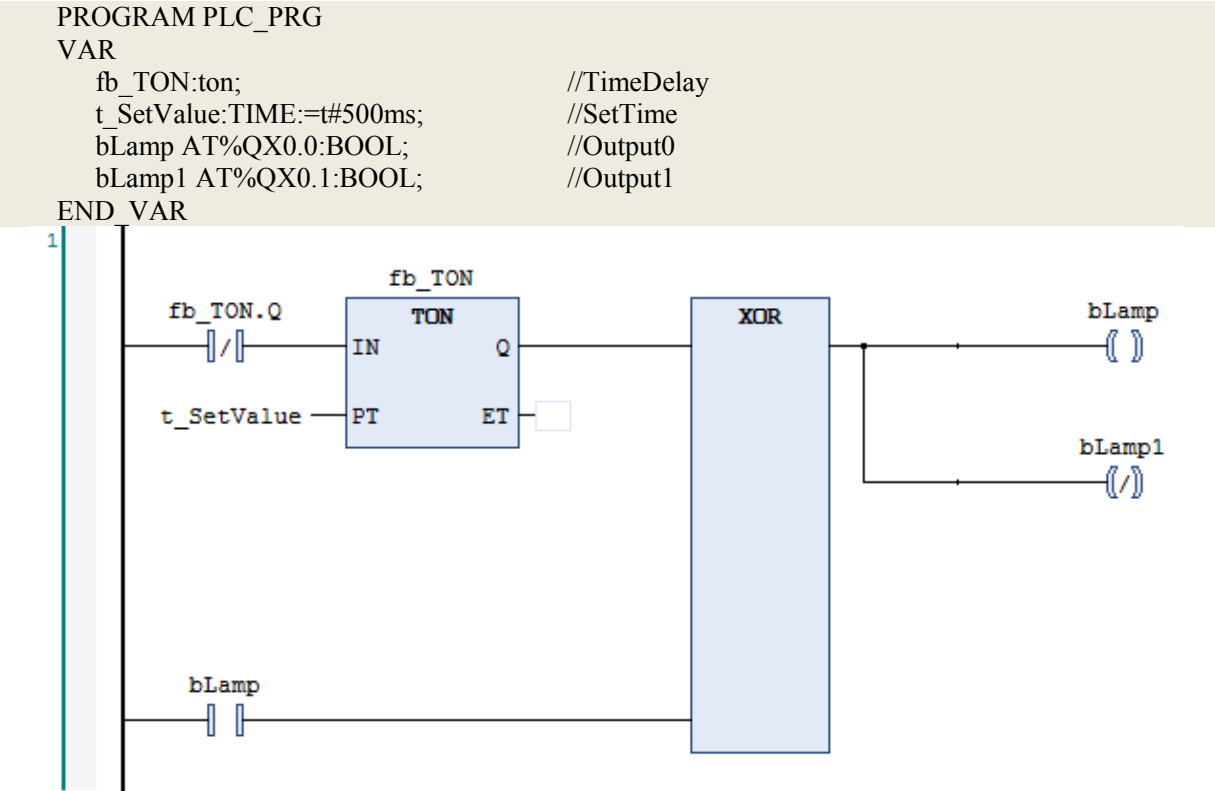 PROGRAM PLC_PRG
VAR
fb_TON:ton; //TimeDelay
t_SetValue:TIME:=t#500ms; //SetTime
bLamp AT%QX0.0:BOOL; //Output0
bLamp1 AT%QX0.1:BOOL; //Output1
END_VAR
1
fb_TON
fb_TON.Q TON XOR bLamp
IN Q
t_SetValue PT ET
bLamp1
bLamp